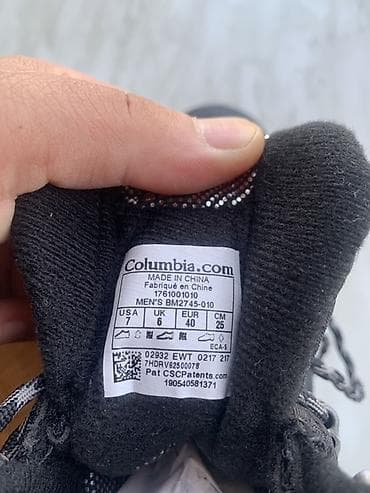 Columbia.com
MADE IN CHINA
Fabriqué en Chine
1761001010
MEN'S BM2745-010
USA UK EUR CM
7 6 40 25
ECA-S
02932 EWT 0217 217
7HDRV62500078
Pat CSCPatents.com
190540581371